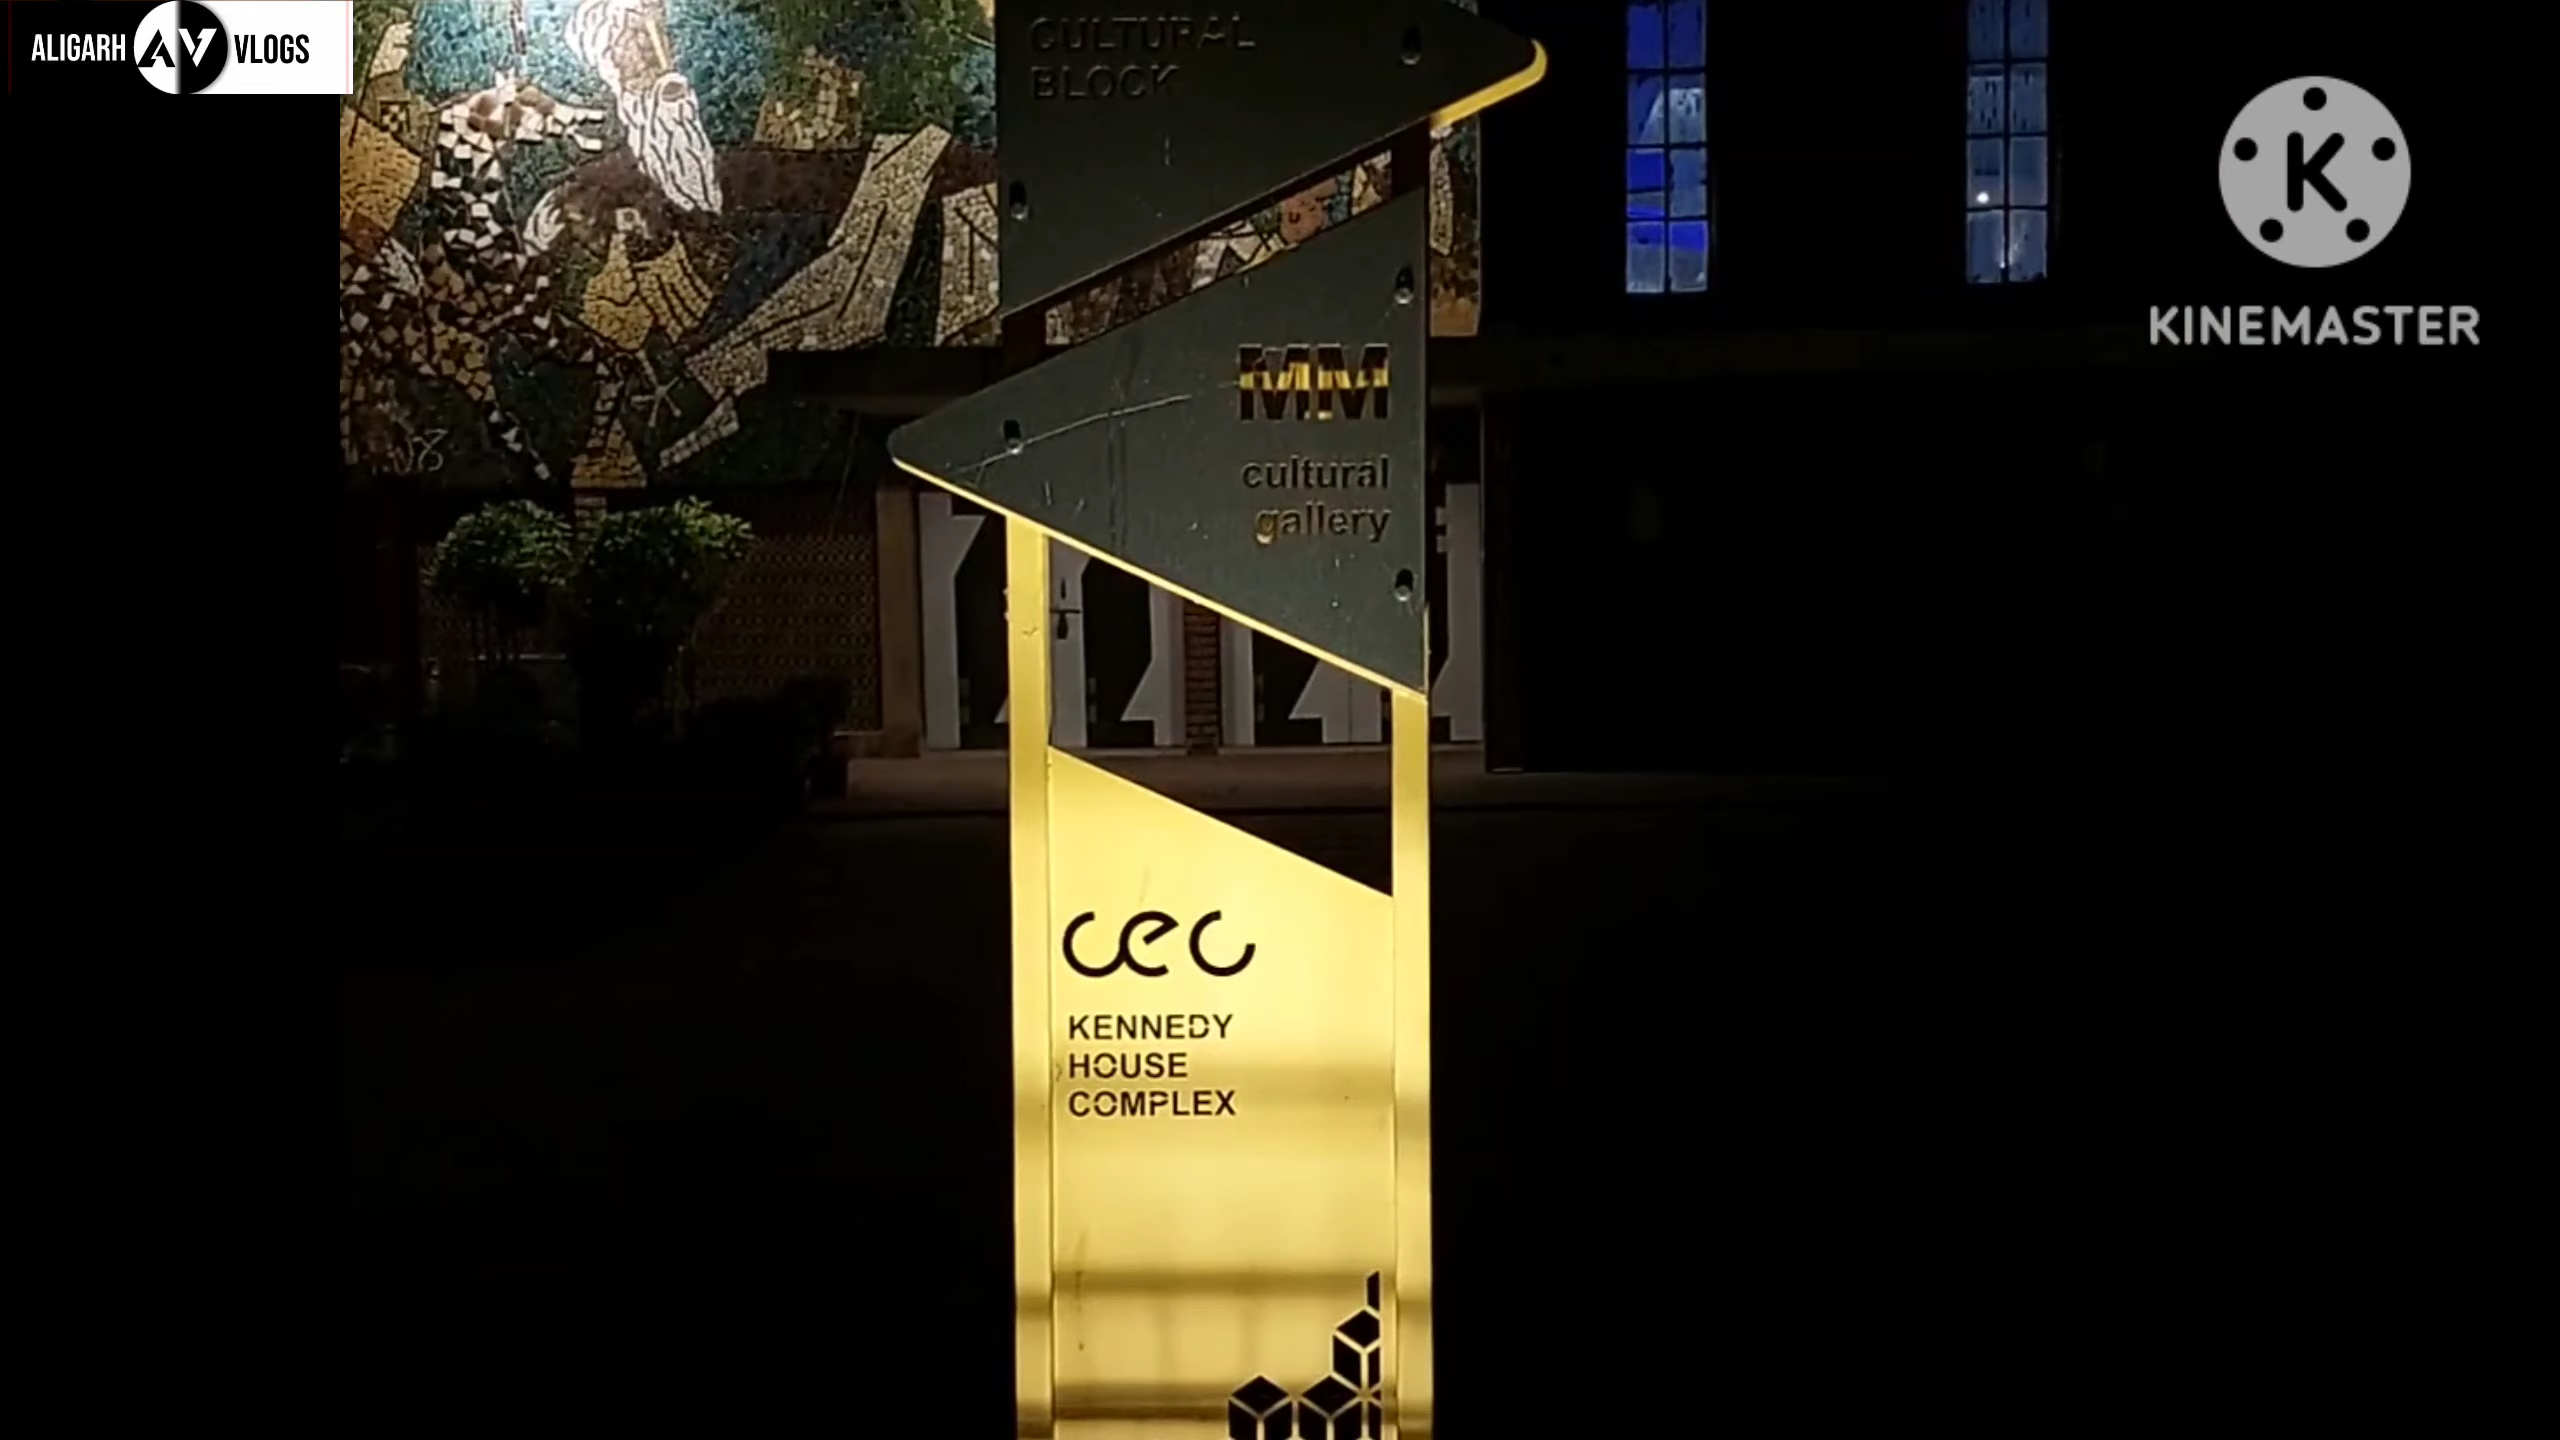 ALIGARH AV VLOGS
CULTURAL
BLOCK
K
KINEMASTER
MM
cultural
gallery
cec
KENNEDY
HOUSE
COMPLEX